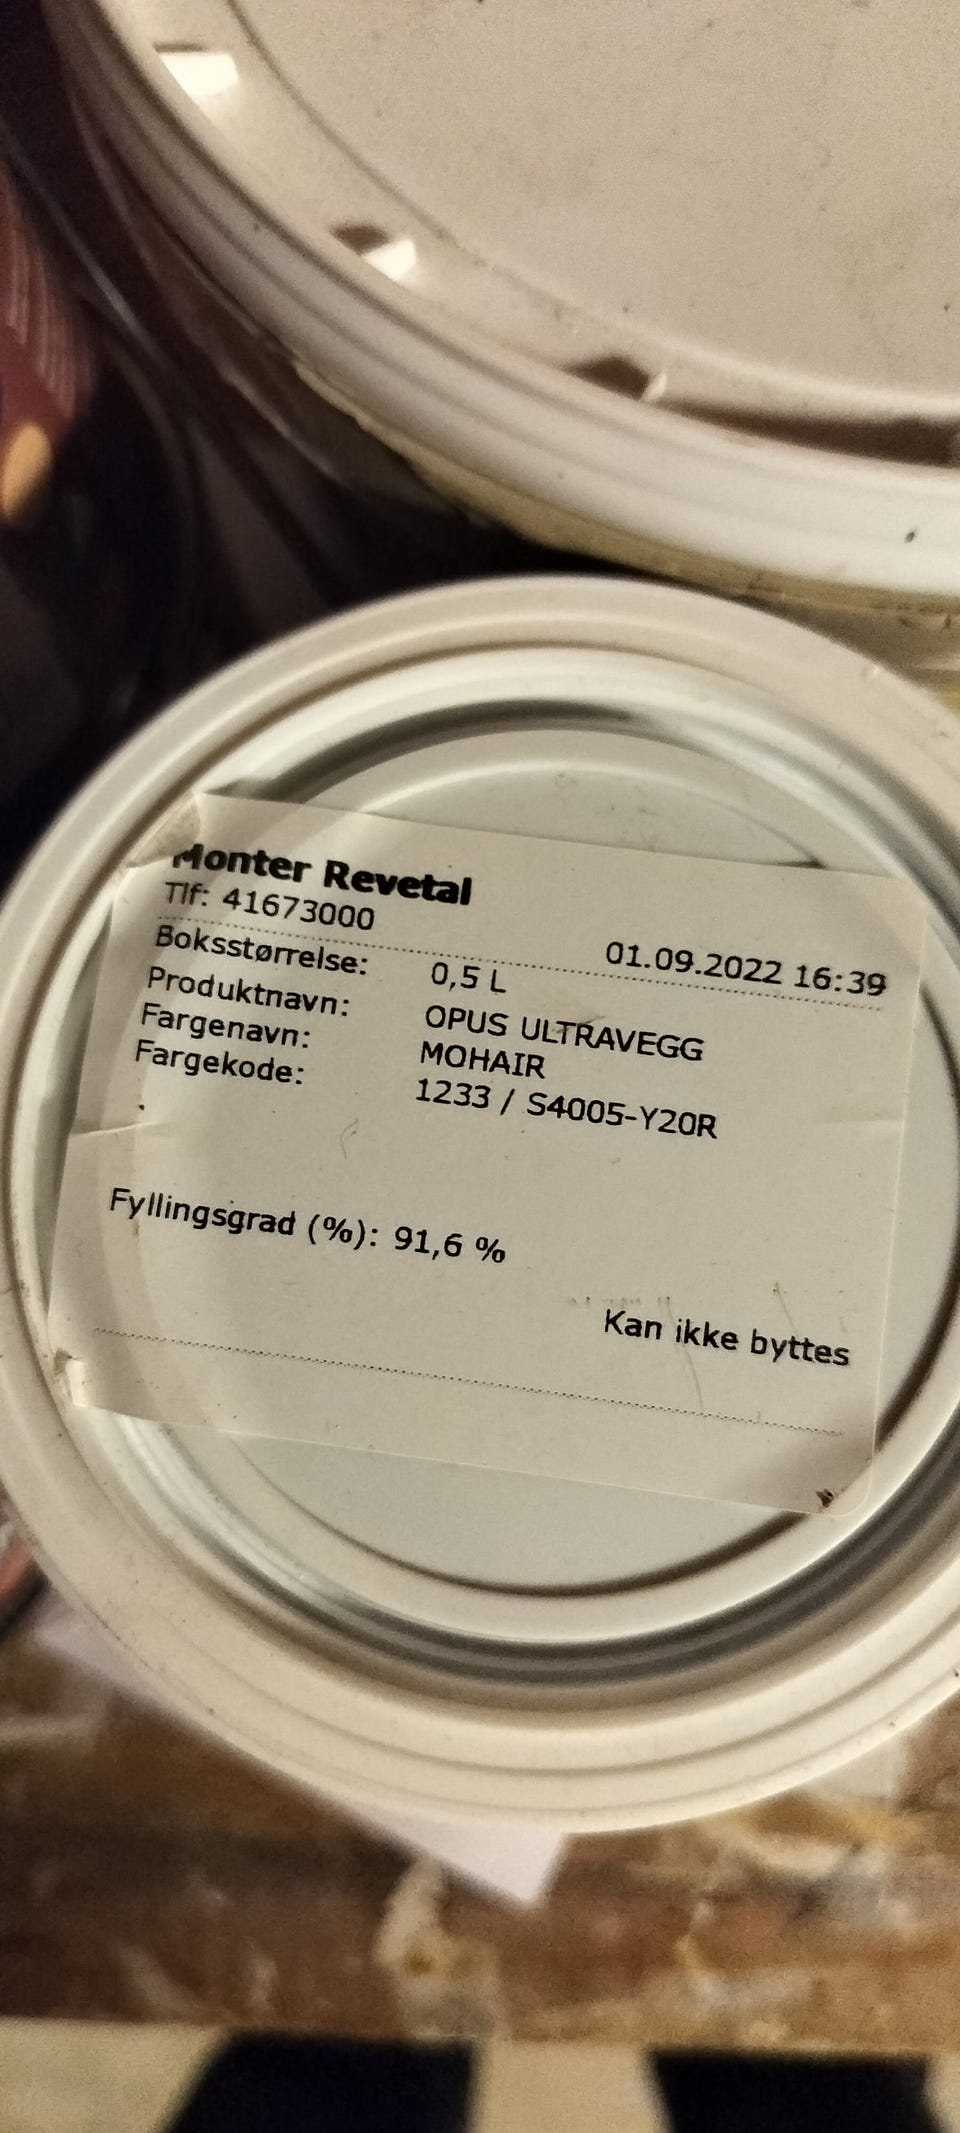 Monter Revetal
Tlf: 41673000
01.09.2022 16:39
Boksstørrelse: 0,5 L
Produktnavn: OPUS ULTRAVEGG
Fargenavn: MOHAIR
Fargekode: 1233 / S4005-Y20R
Fyllingsgrad (%): 91,6 %
Kan ikke byttes